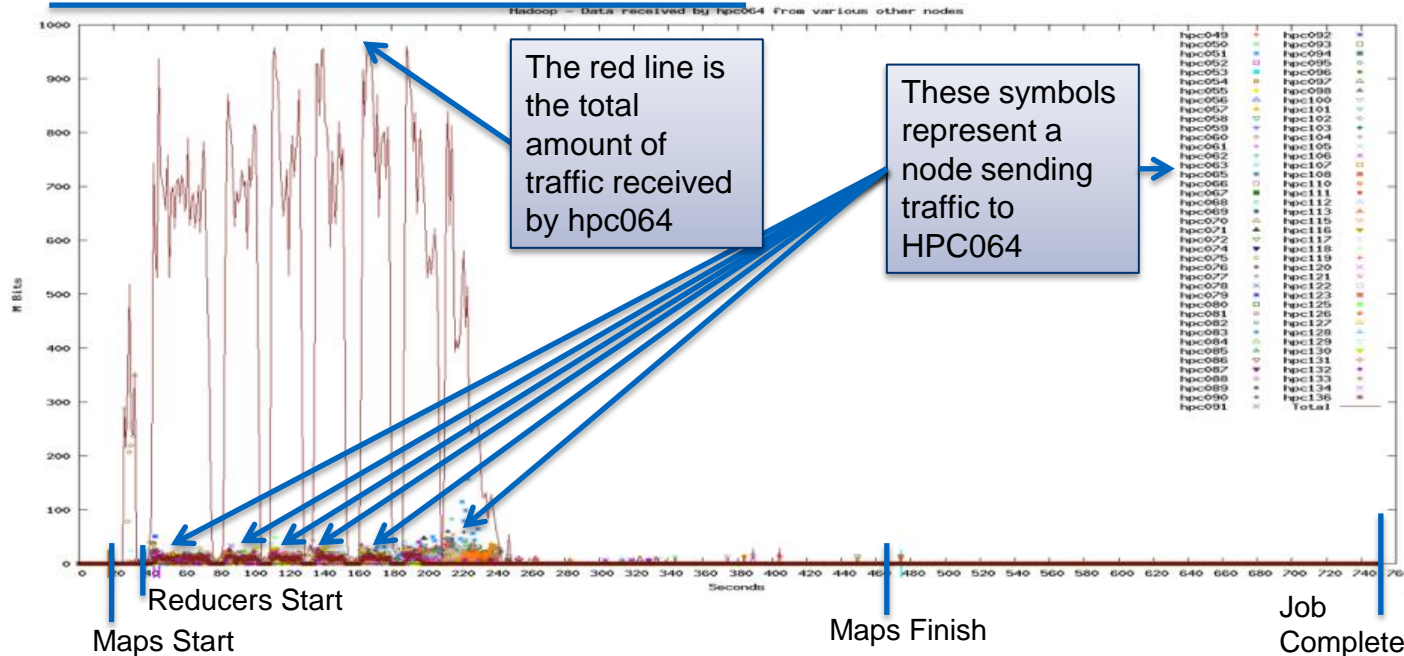 Hadoop - Data received by hpc064 from various other nodes
1000
900
800
700
600
500
400
300
200
100
0
M Bits
The red line is
the total
amount of
traffic received
by hpc064
These symbols
represent a
node sending
traffic to
HPC064
hpc049 hpc092
hpc050 hpc093
hpc051 hpc094
hpc052 hpc095
hpc053 hpc096
hpc054 hpc097
hpc055 hpc098
hpc056 hpc100
hpc057 hpc101
hpc058 hpc102
hpc059 hpc103
hpc060 hpc104
hpc061 hpc105
hpc062 hpc106
hpc063 hpc107
hpc065 hpc108
hpc066 hpc110
hpc067 hpc111
hpc068 hpc112
hpc069 hpc113
hpc070 hpc115
hpc071 hpc116
hpc072 hpc117
hpc074 hpc118
hpc075 hpc119
hpc076 hpc120
hpc077 hpc121
hpc078 hpc122
hpc079 hpc123
hpc080 hpc125
hpc081 hpc126
hpc082 hpc127
hpc083 hpc128
hpc084 hpc129
hpc085 hpc130
hpc086 hpc131
hpc087 hpc132
hpc088 hpc133
hpc089 hpc134
hpc090 hpc136
hpc091 Total
0 20 40 60 80 100 120 140 160 180 200 220 240 260 280 300 320 340 360 380 400 420 440 460 480 500 520 540 560 580 600 620 640 660 680 700 720 740 76
Seconds
Reducers Start
Maps Start
Maps Finish
Job
Complete